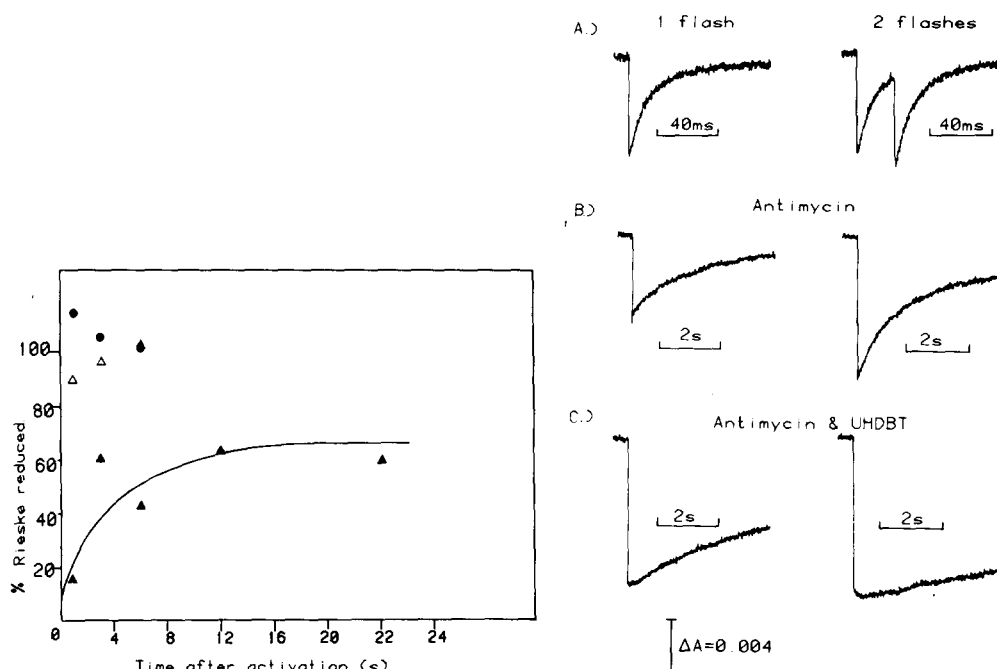 % Rieske reduced
100
80
60
40
20
0 4 8 12 16 20 22 24
Time after activation (s)
A.) 1 flash 2 flashes
40ms 40ms
B.) Antimycin
2s 2s
C.) Antimycin & UHDBT
2s 2s
ΔA=0.004